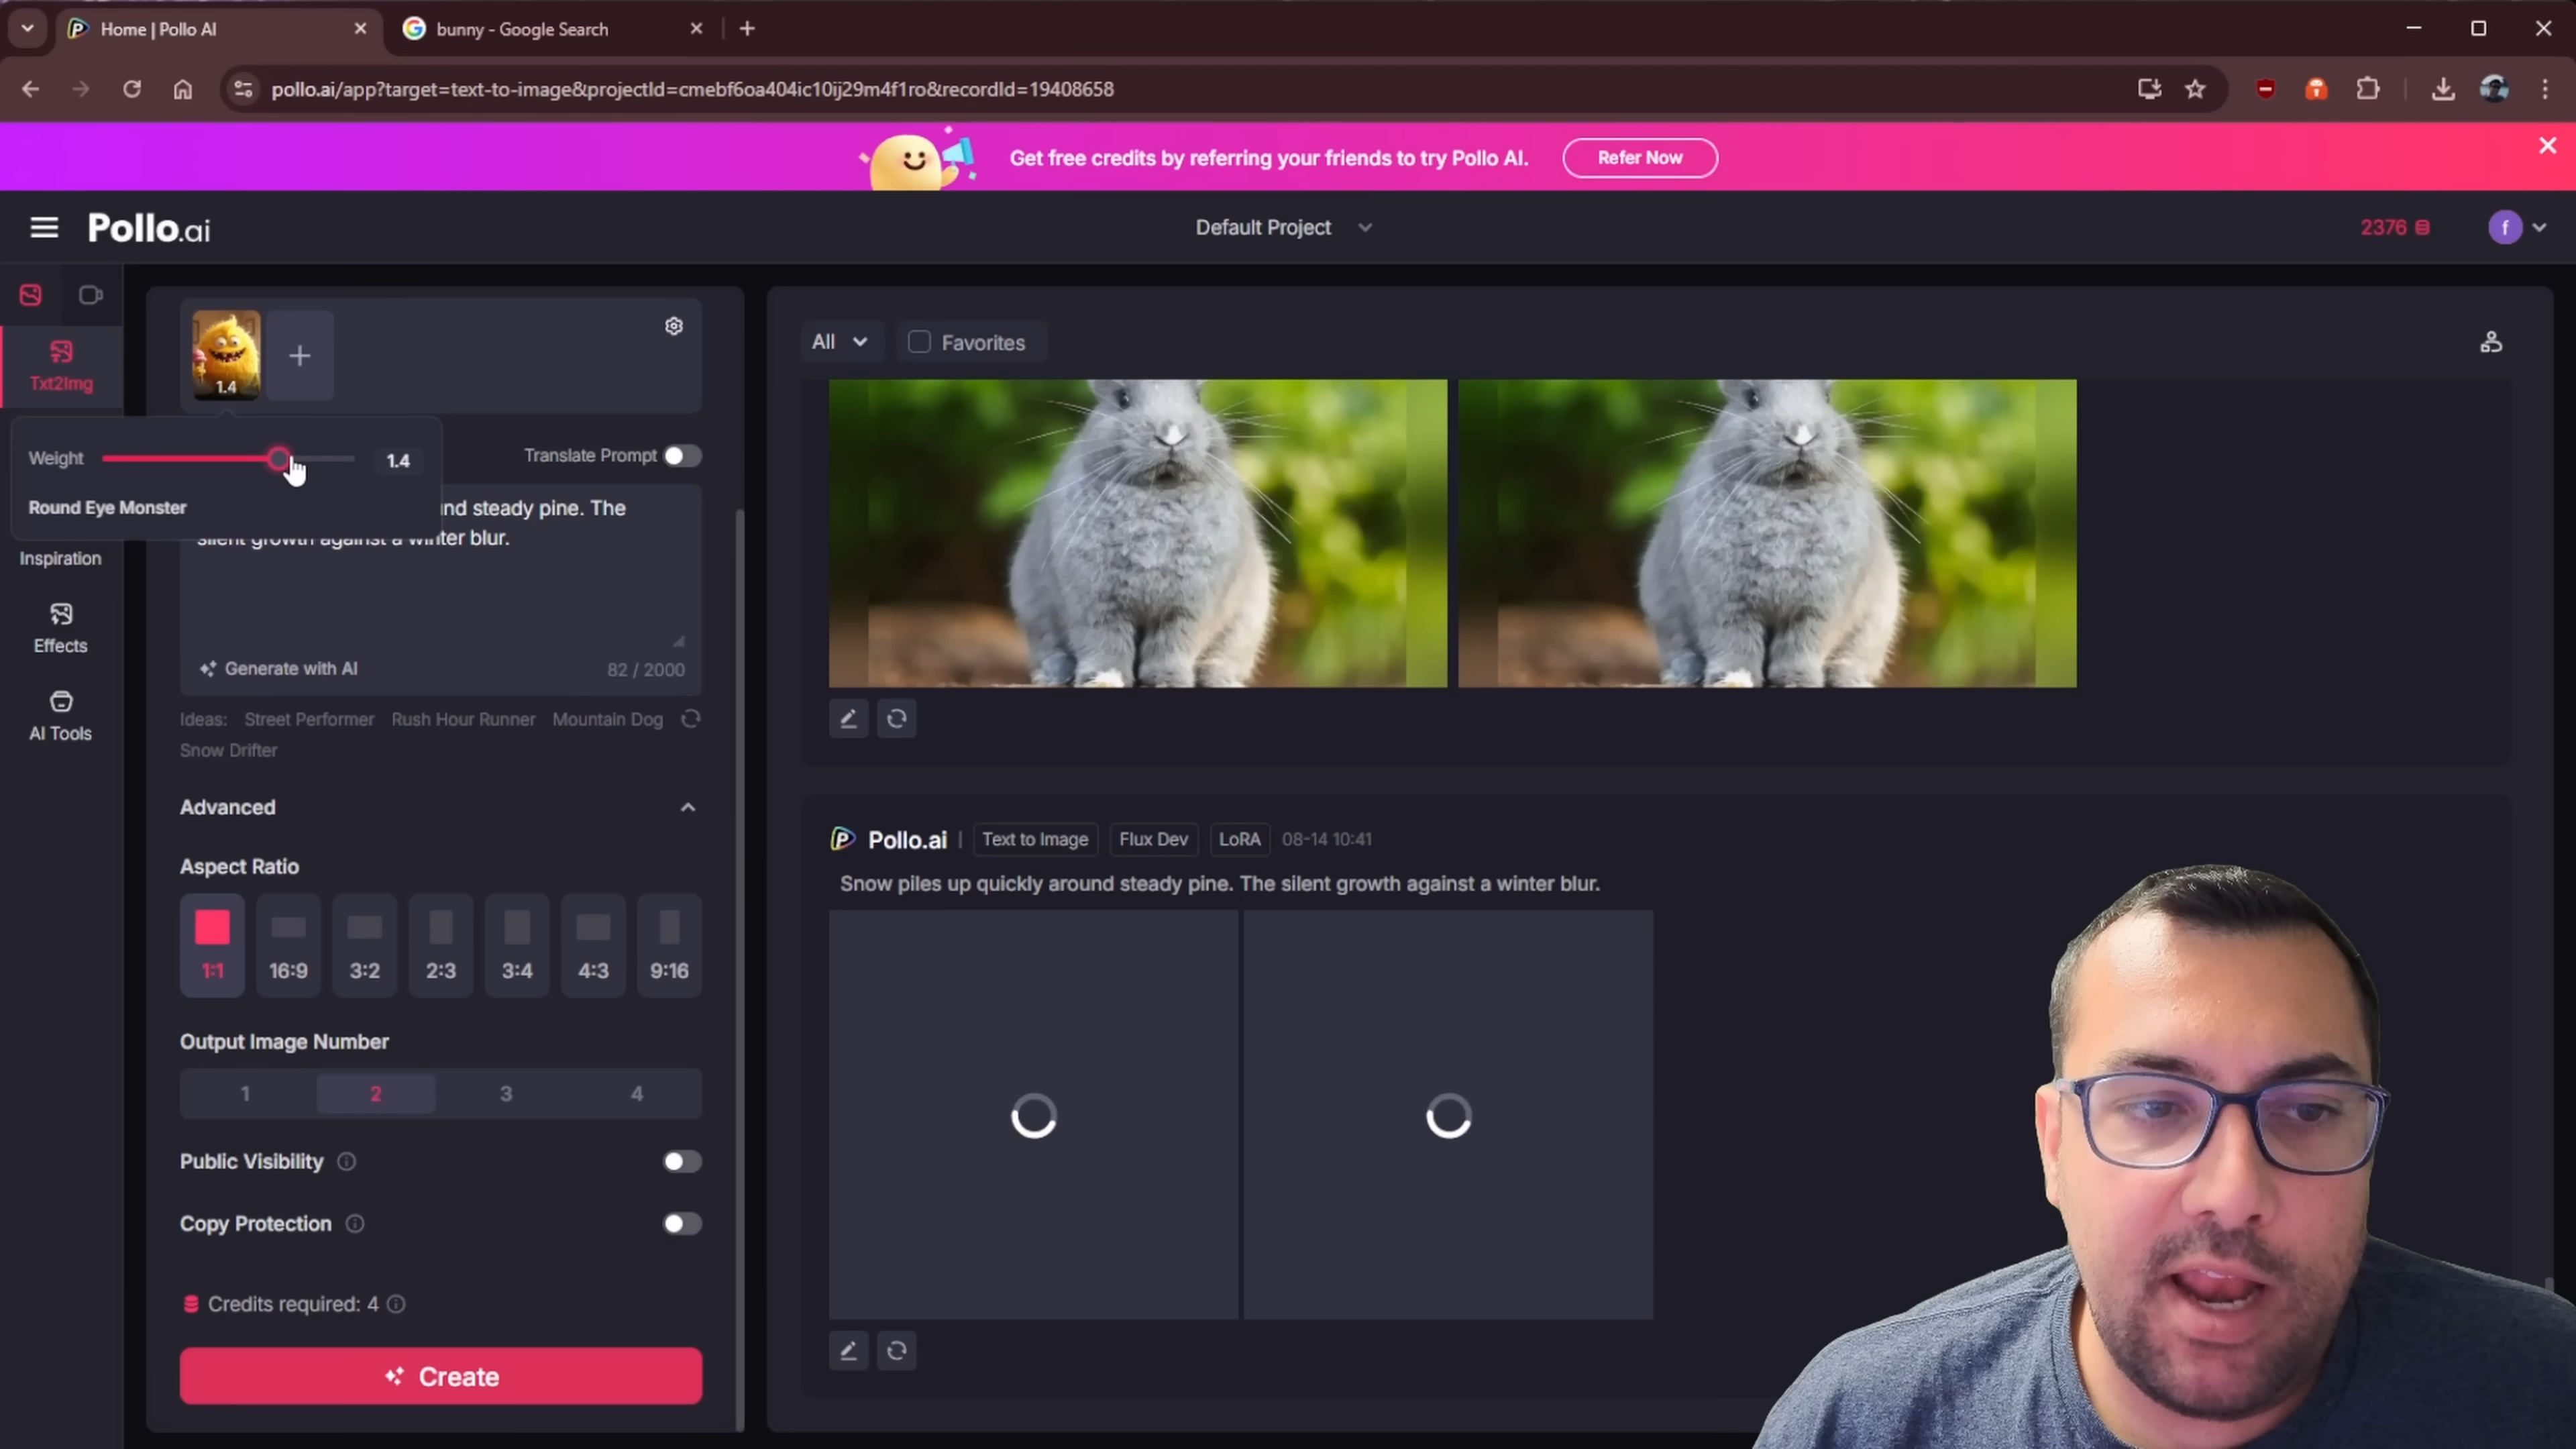 Home | Pollo AI
bunny - Google Search
pollo.ai/app?target=text-to-image&projectId=cmebf6oa404ic10ij29m4f1ro&recordId=19408658
Get free credits by referring your friends to try Pollo AI.
Refer Now
Pollo.ai
Default Project
2376
f
Txt2Img
Inspiration
Effects
AI Tools
1.4
Weight
1.4
Round Eye Monster
Translate Prompt
nd steady pine. The
silent growth against a winter blur.
Generate with AI
82 / 2000
Ideas: Street Performer Rush Hour Runner Mountain Dog
Snow Drifter
Advanced
Aspect Ratio
1:1 16:9 3:2 2:3 3:4 4:3 9:16
Output Image Number
1 2 3 4
Public Visibility
Copy Protection
Credits required: 4
Create
All
Favorites
Pollo.ai | Text to Image Flux Dev LoRA 08-14 10:41
Snow piles up quickly around steady pine. The silent growth against a winter blur.